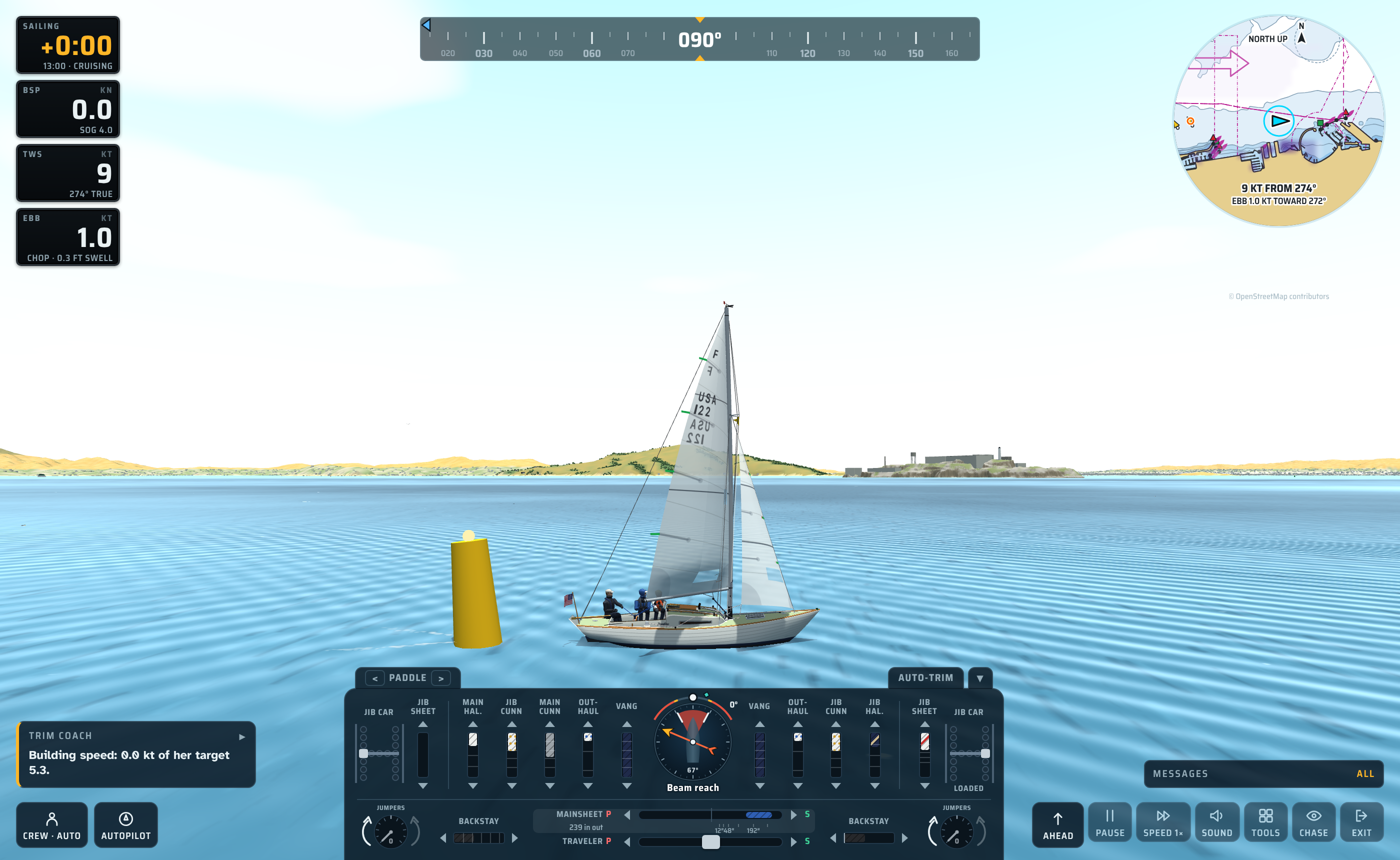 SAILING
+0:00
13:00 · CRUISING
BSP KN
0.0
SOG 4.0
TWS KT
9
274° TRUE
EBB KT
1.0
CHOP · 0.3 FT SWELL
020 030 040 050 060 070 090° 110 120 130 140 150 160
N
NORTH UP
9 KT FROM 274°
EBB 1.0 KT TOWARD 272°
© OpenStreetMap contributors
F
F
USA
122
USA
122
< PADDLE >
AUTO-TRIM ▼
JIB CAR
JIB SHEET
MAIN HAL.
JIB CUNN
MAIN CUNN
OUT-HAUL
VANG
0°
67°
Beam reach
VANG
OUT-HAUL
JIB CUNN
JIB HAL.
JIB SHEET
JIB CAR
LOADED
JUMPERS
0
BACKSTAY
MAINSHEET P S
239 in out
12°48" 192"
TRAVELER P S
BACKSTAY
JUMPERS
0
TRIM COACH
Building speed: 0.0 kt of her target
5.3.
CREW · AUTO
AUTOPILOT
MESSAGES ALL
AHEAD
PAUSE
SPEED 1×
SOUND
TOOLS
CHASE
EXIT